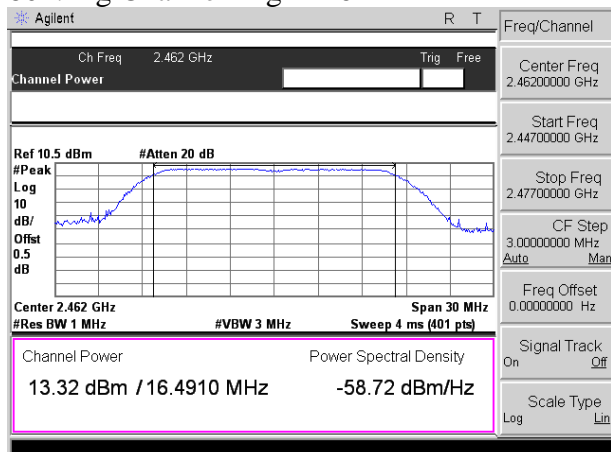 Agilent R T
Freq/Channel
Ch Freq 2.462 GHz Trig Free
Channel Power
Center Freq
2.46200000 GHz
Start Freq
2.44700000 GHz
Stop Freq
2.47700000 GHz
CF Step
3.00000000 MHz
Auto Man
Freq Offset
0.00000000 Hz
Signal Track
On Off
Scale Type
Log Lin
Ref 10.5 dBm #Atten 20 dB
#Peak
Log
10
dB/
Offst
0.5
dB
Center 2.462 GHz Span 30 MHz
#Res BW 1 MHz #VBW 3 MHz Sweep 4 ms (401 pts)
Channel Power Power Spectral Density
13.32 dBm / 16.4910 MHz -58.72 dBm/Hz